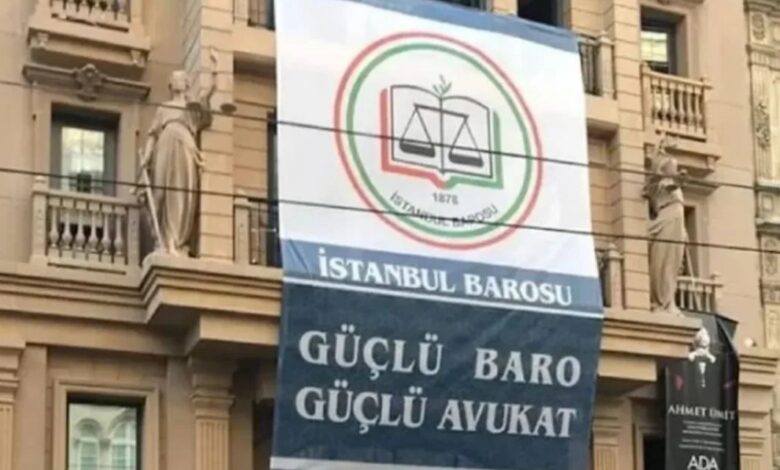 1878
İSTANBUL BAROSU
İSTANBUL BAROSU
GÜÇLÜ BARO
GÜÇLÜ AVUKAT
AHMET ÜMİT
ADA